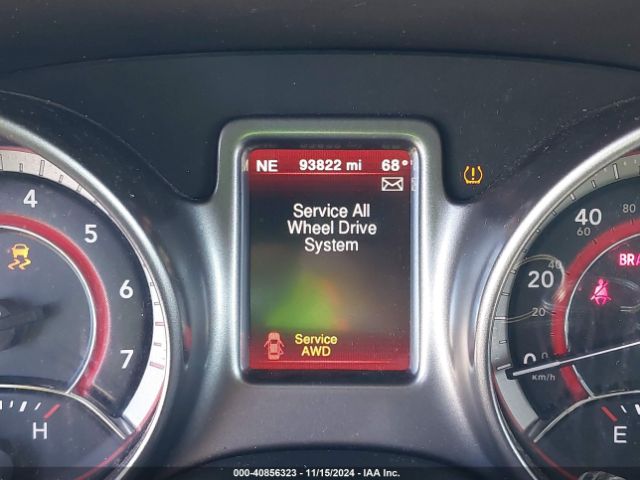 NE 93822 mi 68°
Service All
Wheel Drive
System
Service
AWD
4
5
6
7
H
80
40
60
40
20
20
0
0
km/h
BRA
E
000-40856323 - 11/15/2024 - IAA Inc.